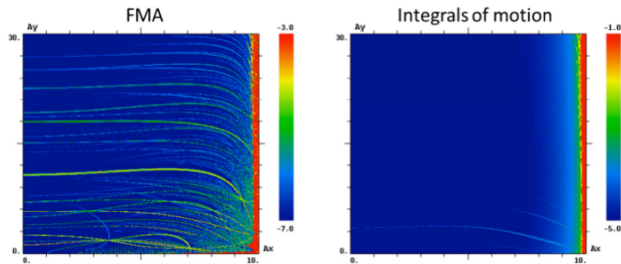 FMA
Integrals of motion
Ay
30.
-3.0
-7.0
0.
0.
10.
Ax
Ay
30.
-1.0
-5.0
0.
0.
10.
Ax